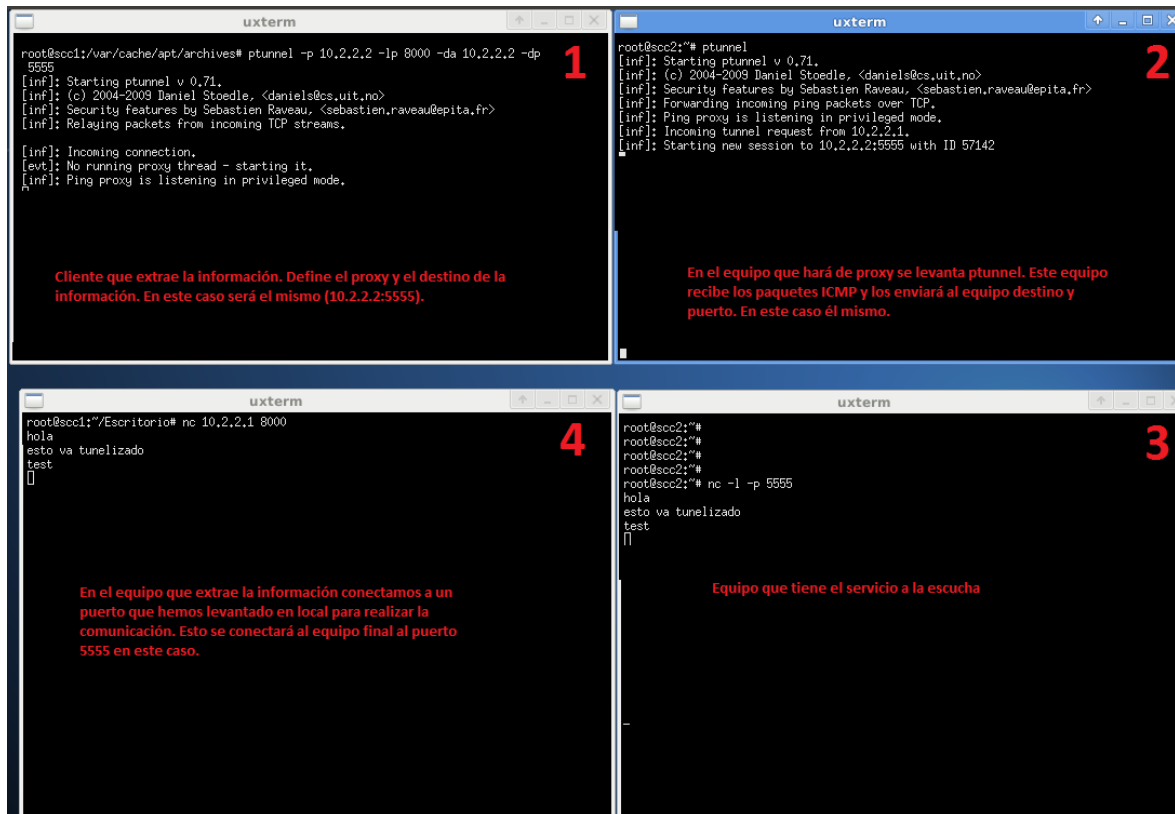 uxterm
root@scc1:/var/cache/apt/archives# ptunnel -p 10.2.2.2 -lp 8000 -da 10.2.2.2 -dp
5555
[inf]: Starting ptunnel v 0.71.
[inf]: (c) 2004-2009 Daniel Stoedle, <daniels@cs.uit.no>
[inf]: Security features by Sebastien Raveau, <sebastien.raveau@epita.fr>
[inf]: Relaying packets from incoming TCP streams.
[inf]: Incoming connection.
[evt]: No running proxy thread - starting it.
[inf]: Ping proxy is listening in privileged mode.
1
Cliente que extrae la información. Define el proxy y el destino de la
información. En este caso será el mismo (10.2.2.2:5555).
uxterm
root@scc2:~# ptunnel
[inf]: Starting ptunnel v 0.71.
[inf]: (c) 2004-2009 Daniel Stoedle, <daniels@cs.uit.no>
[inf]: Security features by Sebastien Raveau, <sebastien.raveau@epita.fr>
[inf]: Forwarding incoming ping packets over TCP.
[inf]: Ping proxy is listening in privileged mode.
[inf]: Incoming tunnel request from 10.2.2.1.
[inf]: Starting new session to 10.2.2.2:5555 with ID 57142
2
En el equipo que hará de proxy se levanta ptunnel. Este equipo
recibe los paquetes ICMP y los enviará al equipo destino y
puerto. En este caso él mismo.
uxterm
root@scc1:~/Escritorio# nc 10.2.2.1 8000
hola
esto va tunelizado
test
4
En el equipo que extrae la información conectamos a un
puerto que hemos levantado en local para realizar la
comunicación. Esto se conectará al equipo final al puerto
5555 en este caso.
uxterm
root@scc2:~#
root@scc2:~#
root@scc2:~#
root@scc2:~#
root@scc2:~# nc -l -p 5555
hola
esto va tunelizado
test
3
Equipo que tiene el servicio a la escucha